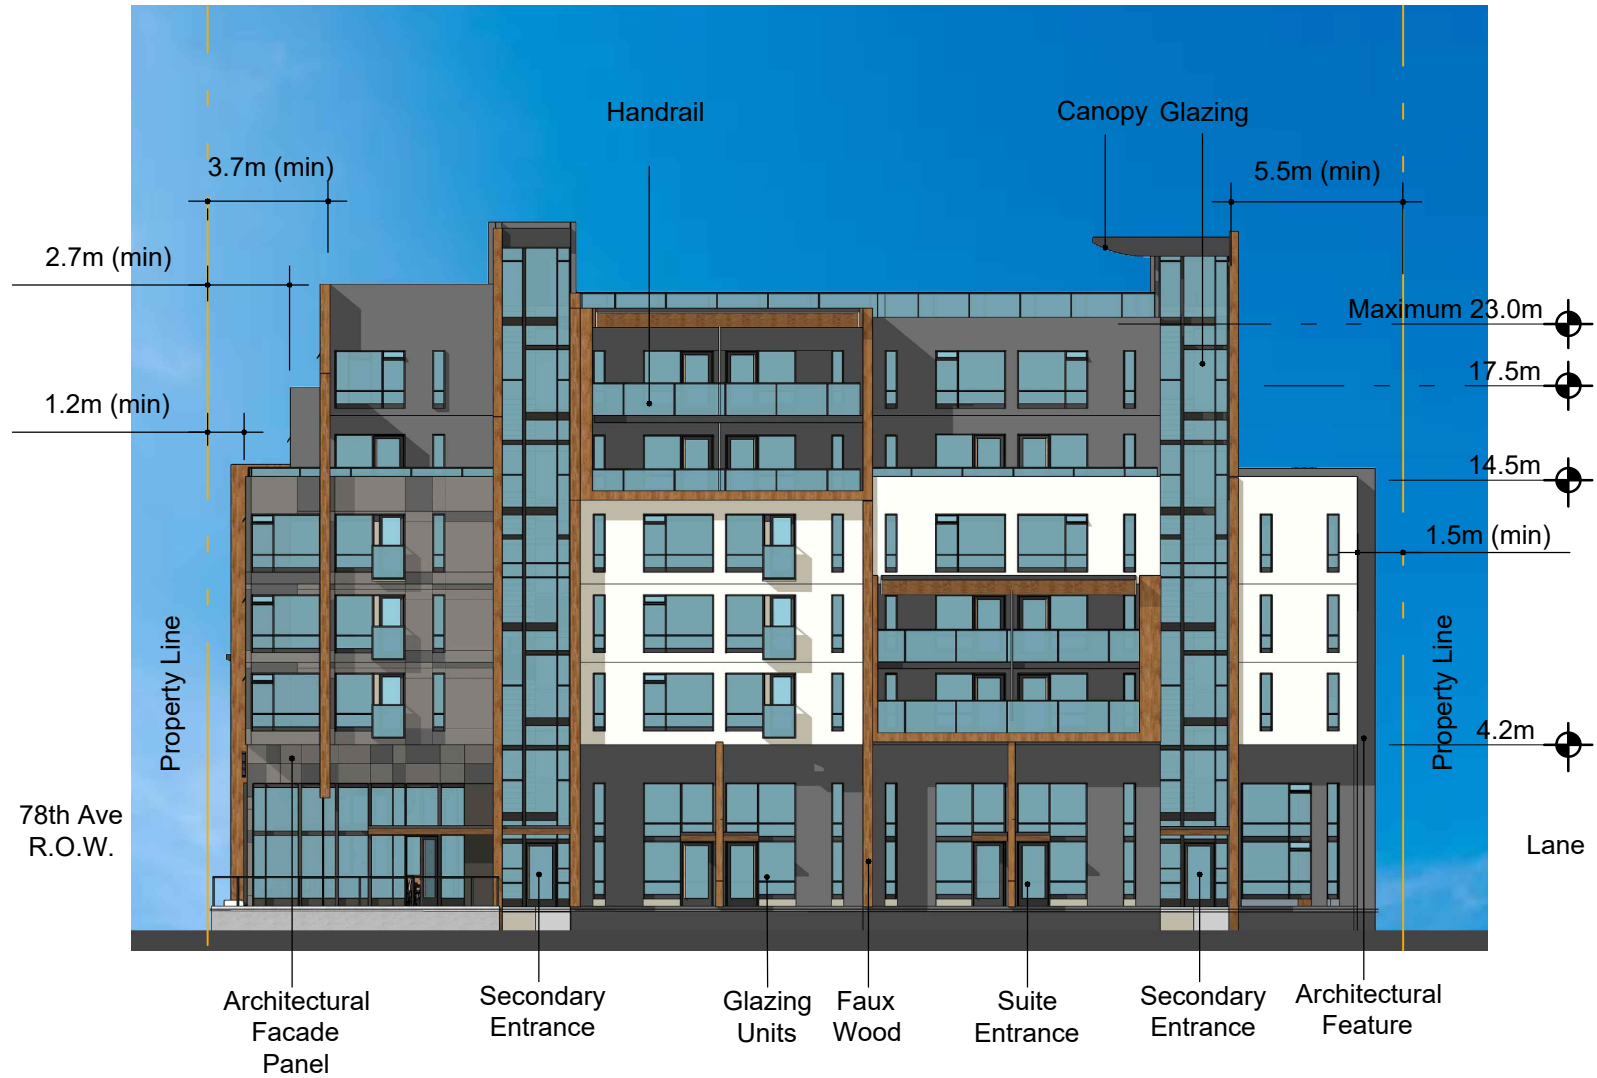 Handrail
Canopy
Glazing
3.7m (min)
5.5m (min)
2.7m (min)
Maximum 23.0m
17.5m
1.2m (min)
14.5m
1.5m (min)
Property Line
Property Line
4.2m
78th Ave
R.O.W.
Lane
Architectural
Facade
Panel
Secondary
Entrance
Glazing
Units
Faux
Wood
Suite
Entrance
Secondary
Entrance
Architectural
Feature